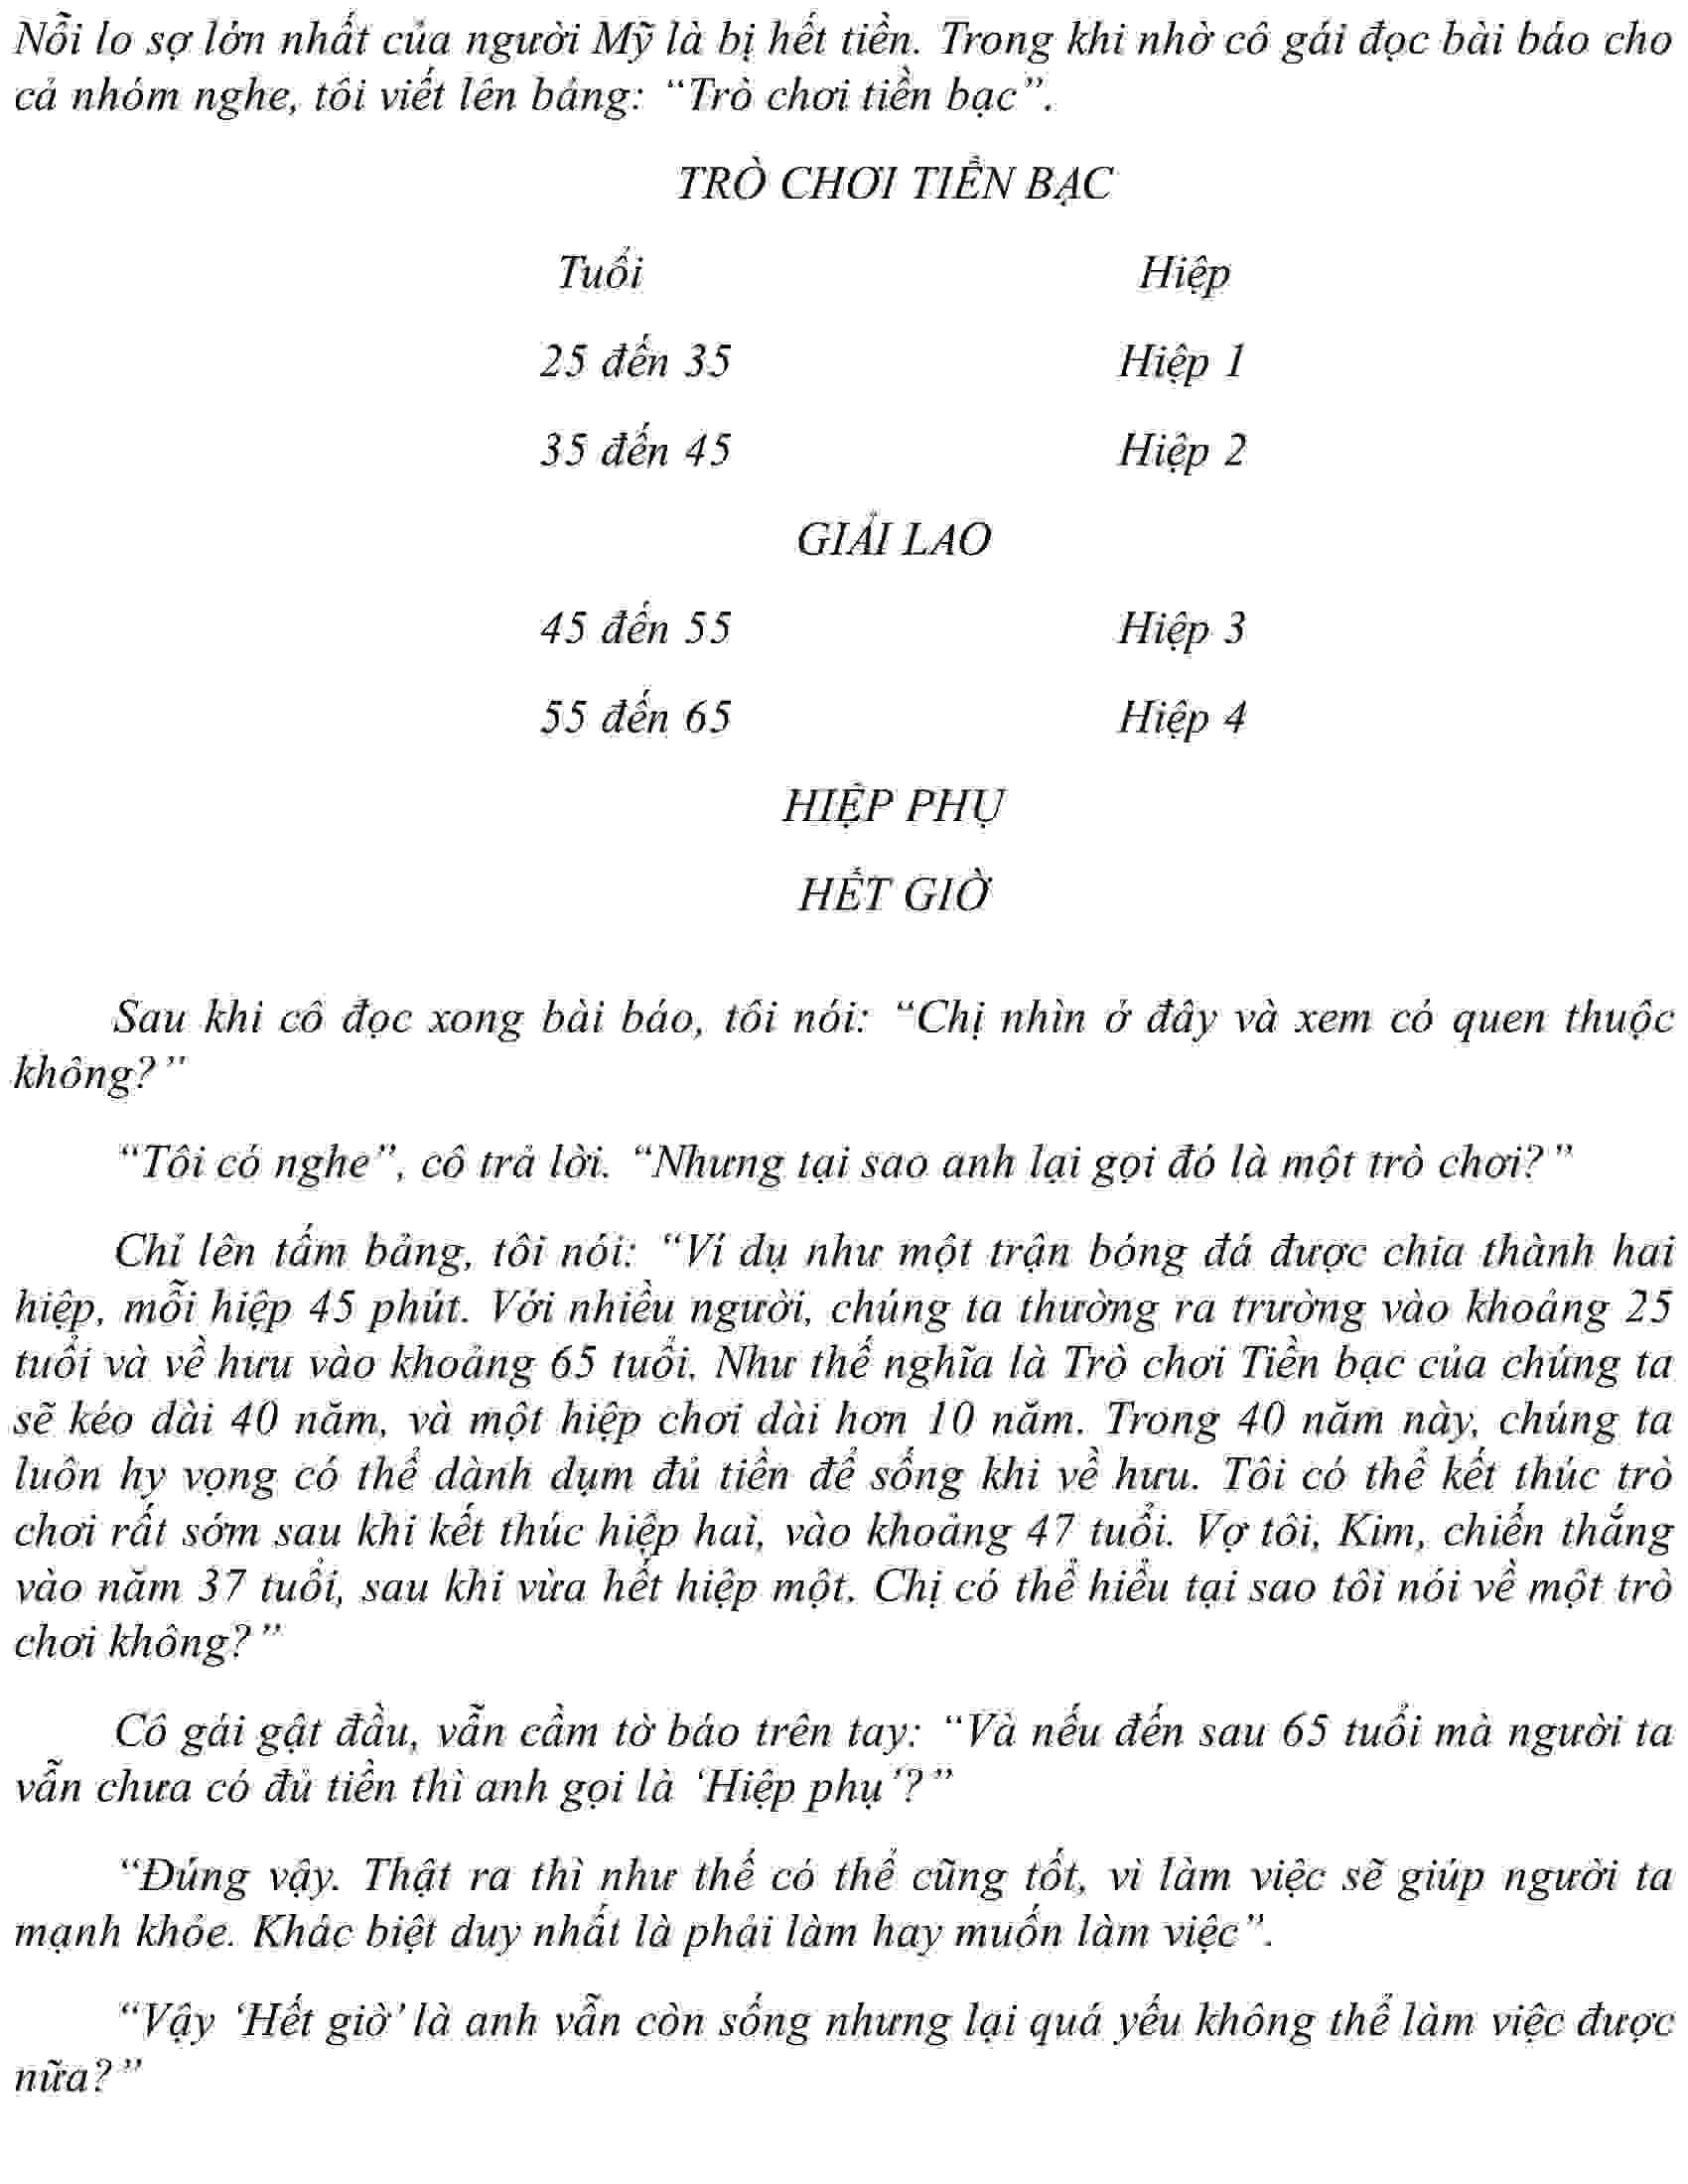 Nỗi lo sợ lớn nhất của người Mỹ là bị hết tiền. Trong khi nhờ cô gái đọc bài báo cho
cả nhóm nghe, tôi viết lên bảng: “Trò chơi tiền bạc”.
TRÒ CHƠI TIỀN BẠC
Tuổi Hiệp
25 đến 35 Hiệp 1
35 đến 45 Hiệp 2
GIẢI LAO
45 đến 55 Hiệp 3
55 đến 65 Hiệp 4
HIỆP PHỤ
HẾT GIỜ
Sau khi cô đọc xong bài báo, tôi nói: “Chị nhìn ở đây và xem có quen thuộc
không?”
“Tôi có nghe”, cô trả lời. “Nhưng tại sao anh lại gọi đó là một trò chơi?”
Chỉ lên tấm bảng, tôi nói: “Ví dụ như một trận bóng đá được chia thành hai
hiệp, mỗi hiệp 45 phút. Với nhiều người, chúng ta thường ra trường vào khoảng 25
tuổi và về hưu vào khoảng 65 tuổi. Như thế nghĩa là Trò chơi Tiền bạc của chúng ta
sẽ kéo dài 40 năm, và một hiệp chơi dài hơn 10 năm. Trong 40 năm này, chúng ta
luôn hy vọng có thể dành dụm đủ tiền để sống khi về hưu. Tôi có thể kết thúc trò
chơi rất sớm sau khi kết thúc hiệp hai, vào khoảng 47 tuổi. Vợ tôi, Kim, chiến thắng
vào năm 37 tuổi, sau khi vừa hết hiệp một. Chị có thể hiểu tại sao tôi nói về một trò
chơi không?”
Cô gái gật đầu, vẫn cầm tờ báo trên tay: “Và nếu đến sau 65 tuổi mà người ta
vẫn chưa có đủ tiền thì anh gọi là ‘Hiệp phụ’?”
“Đúng vậy. Thật ra thì như thế có thể cũng tốt, vì làm việc sẽ giúp người ta
mạnh khỏe. Khác biệt duy nhất là phải làm hay muốn làm việc”.
“Vậy ‘Hết giờ’ là anh vẫn còn sống nhưng lại quá yếu không thể làm việc được
nữa?”